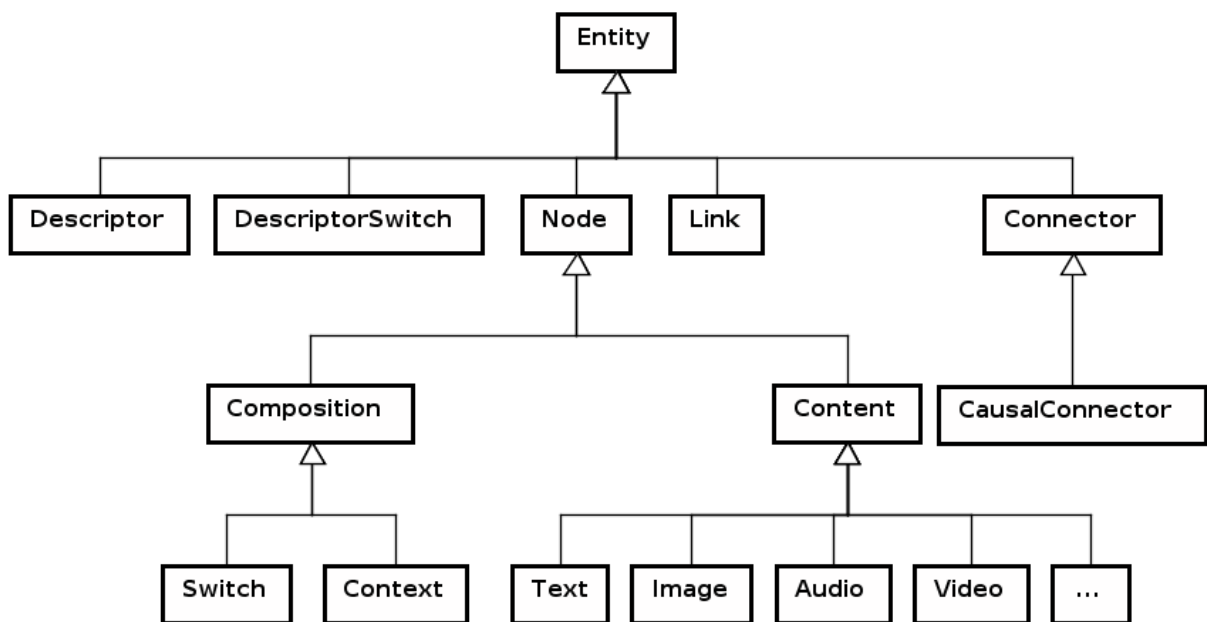 Entity
Descriptor
DescriptorSwitch
Node
Link
Connector
Composition
Content
CausalConnector
Switch
Context
Text
Image
Audio
Video
...